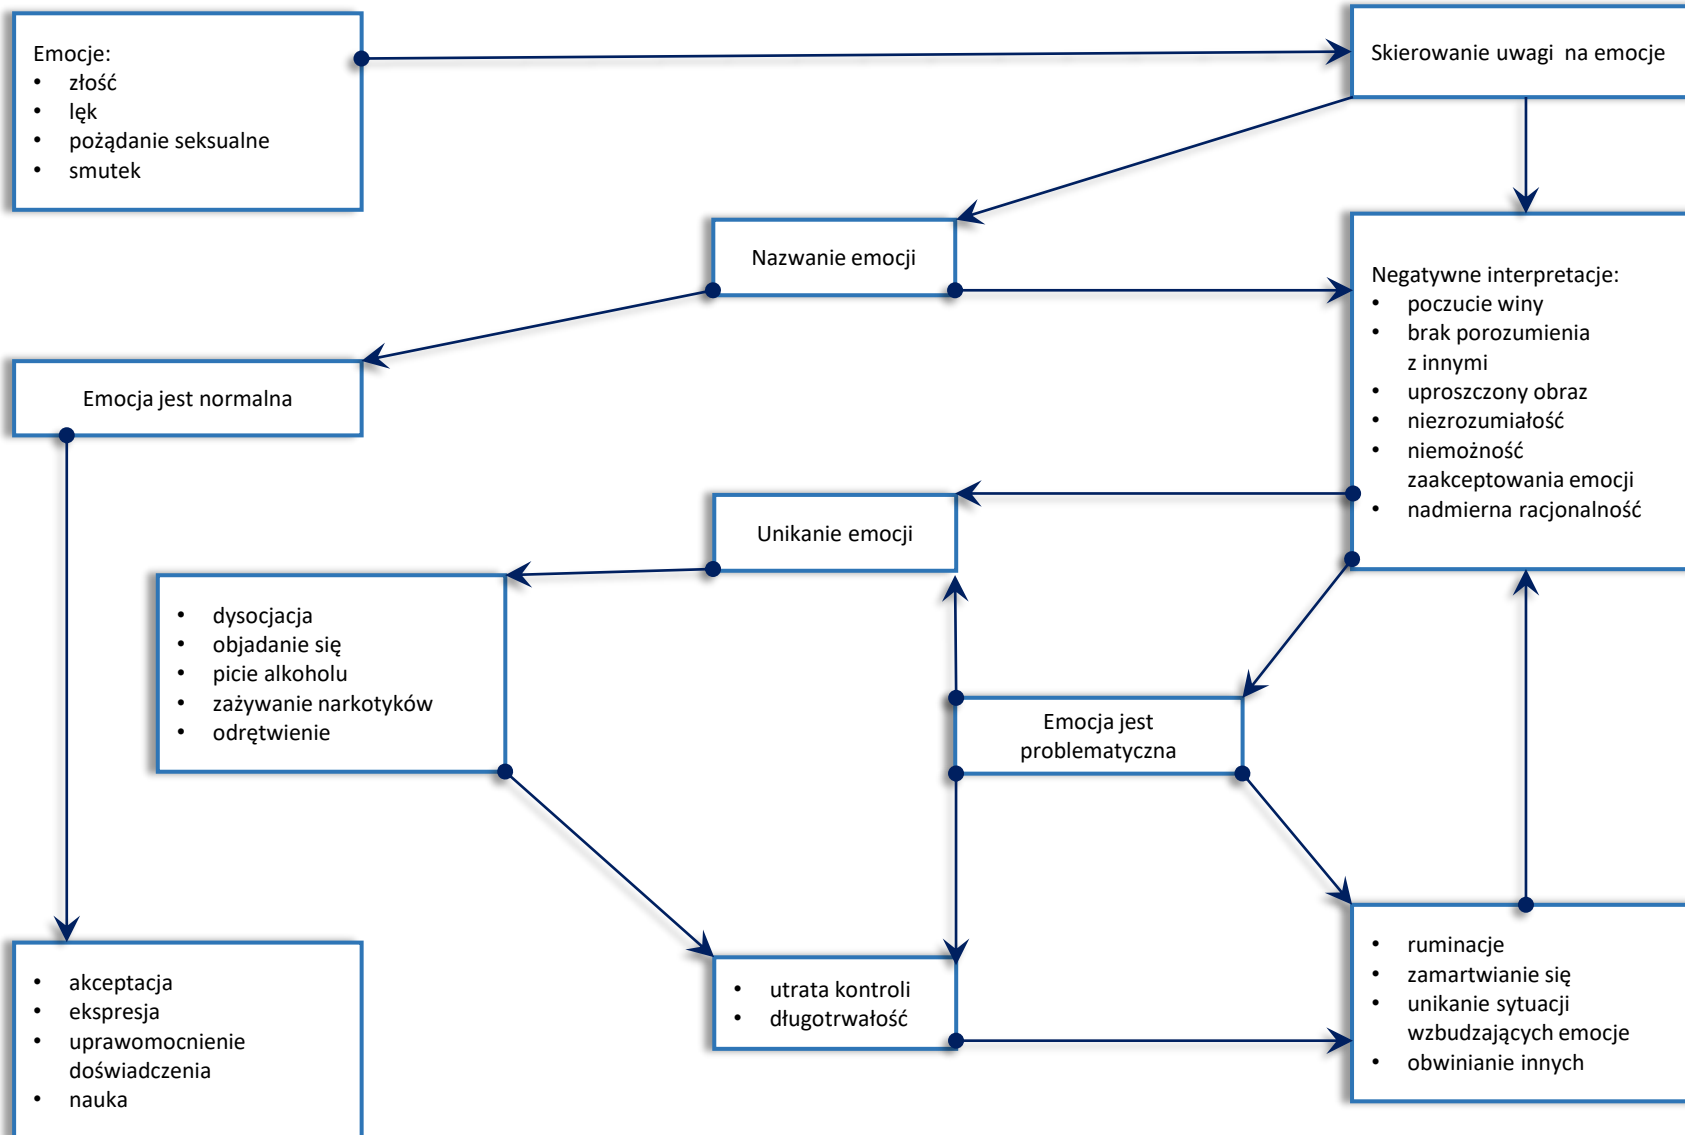 Emocje:
• złość
• lęk
• pożądanie seksualne
• smutek
Skierowanie uwagi na emocje
Nazwanie emocji
Negatywne interpretacje:
• poczucie winy
• brak porozumienia
z innymi
• uproszczony obraz
• niezrozumiałość
• niemożność
zaakceptowania emocji
• nadmierna racjonalność
Emocja jest normalna
Unikanie emocji
• dysocjacja
• objadanie się
• picie alkoholu
• zażywanie narkotyków
• odrętwienie
Emocja jest
problematyczna
• akceptacja
• ekspresja
• uprawomocnienie
doświadczenia
• nauka
• utrata kontroli
• długotrwałość
• ruminacje
• zamartwianie się
• unikanie sytuacji
wzbudzających emocje
• obwinianie innych